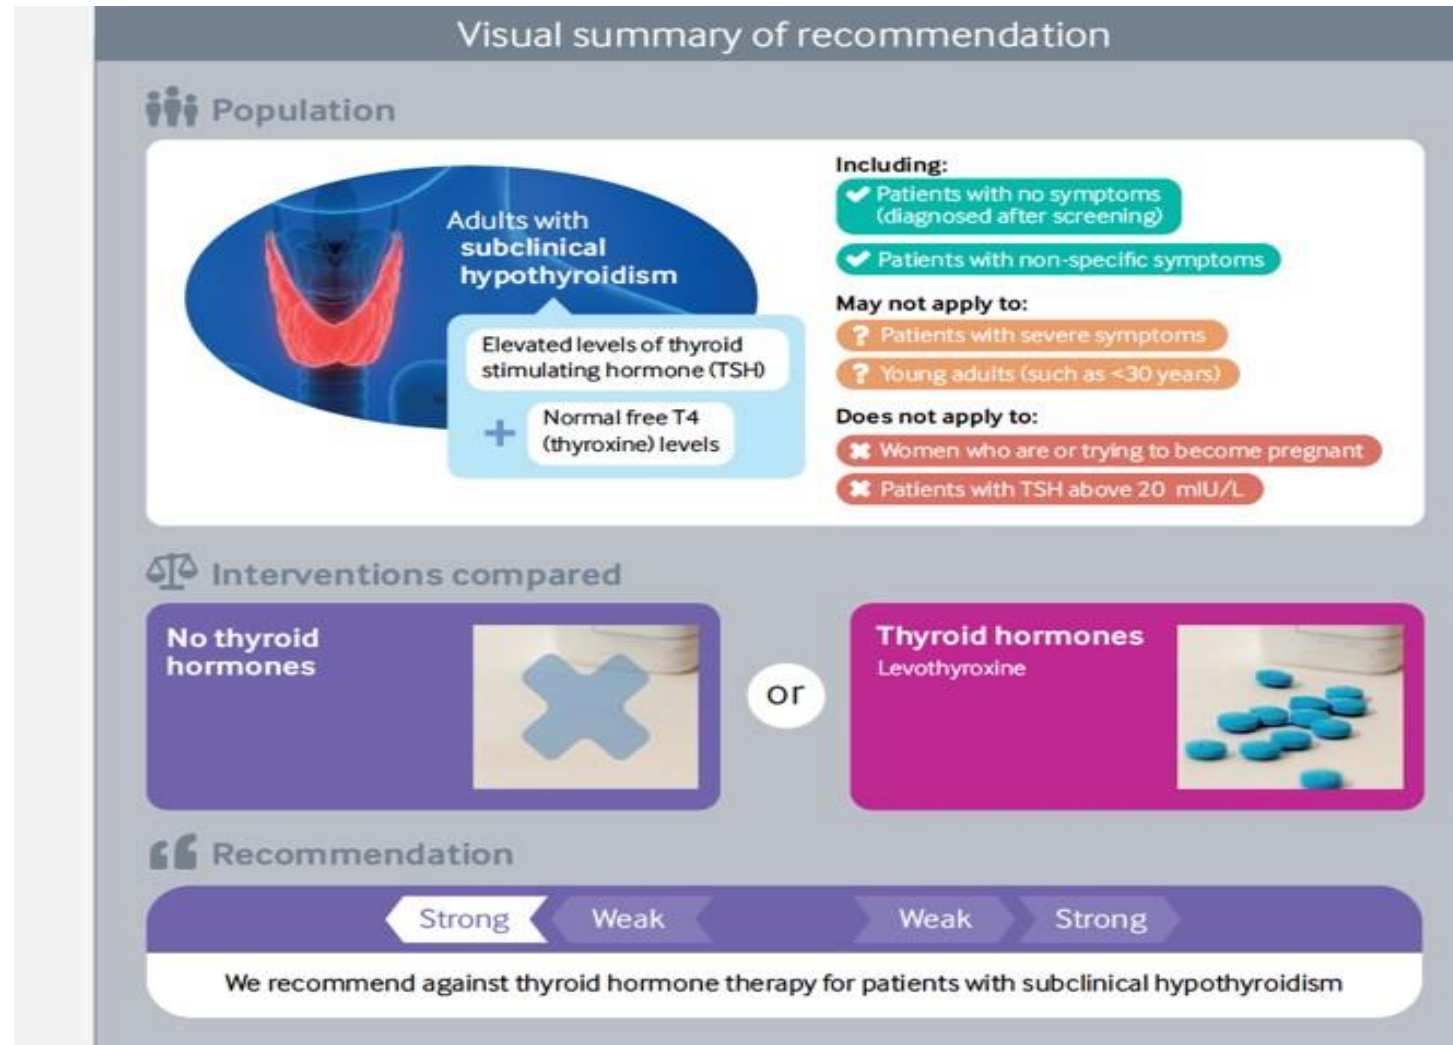 Visual summary of recommendation
Population
Adults with
subclinical
hypothyroidism
Elevated levels of thyroid
stimulating hormone (TSH)
+
Normal free T4
(thyroxine) levels
Including:
Patients with no symptoms
(diagnosed after screening)
Patients with non-specific symptoms
May not apply to:
? Patients with severe symptoms
? Young adults (such as <30 years)
Does not apply to:
Women who are or trying to become pregnant
Patients with TSH above 20 mIU/L
Interventions compared
No thyroid
hormones
or
Thyroid hormones
Levothyroxine
Recommendation
Strong Weak Weak Strong
We recommend against thyroid hormone therapy for patients with subclinical hypothyroidism